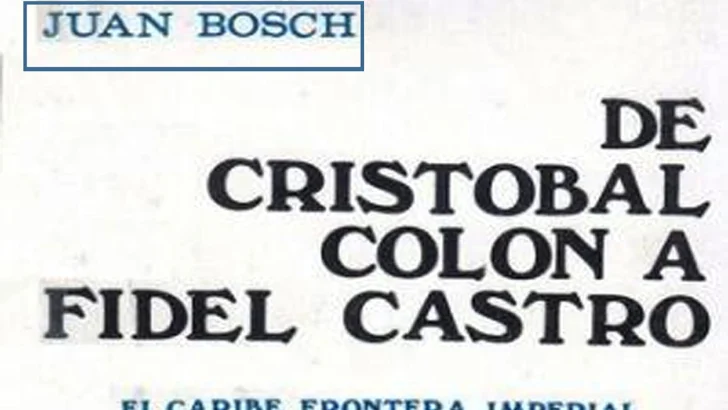 JUAN BOSCH
DE
CRISTOBAL
COLON A
FIDEL CASTRO
EL CARIBE FRONTERA IMPERIAL